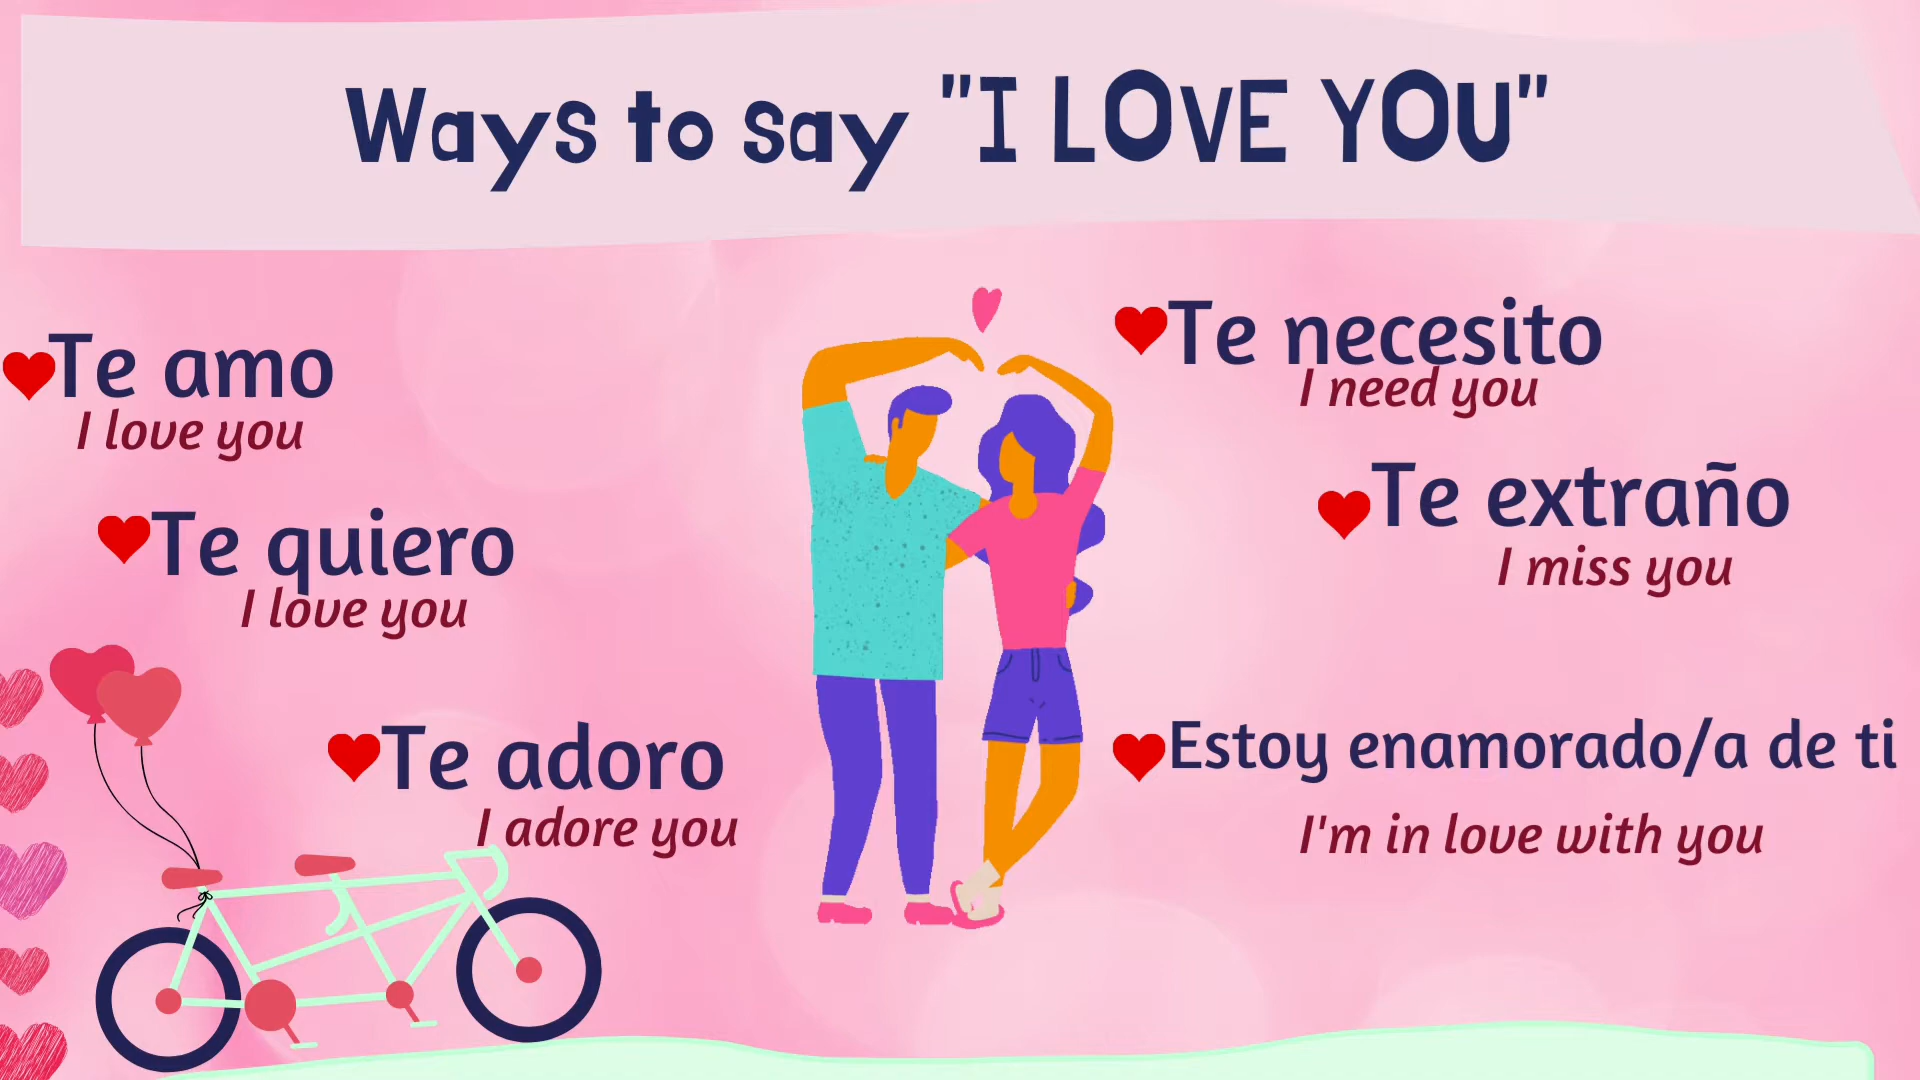 Ways to say "I LOVE YOU"
Te amo
I love you
Te quiero
I love you
Te adoro
I adore you
Te necesito
I need you
Te extraño
I miss you
Estoy enamorado/a de ti
I'm in love with you